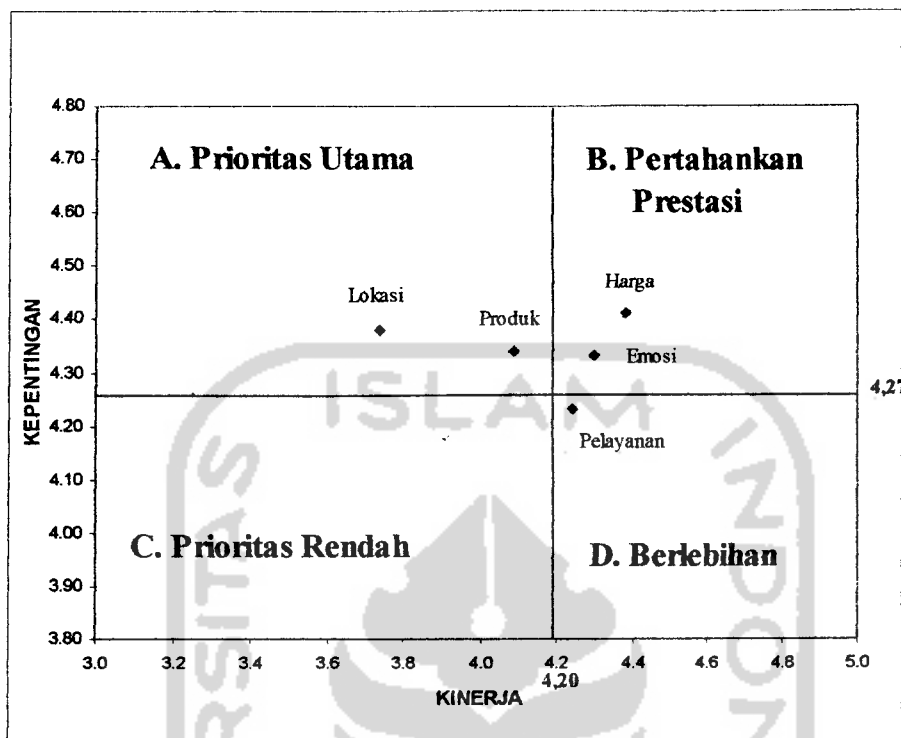 A. Prioritas Utama
B. Pertahankan
Prestasi
Lokasi
Produk
Harga
Emosi
Pelayanan
C. Prioritas Rendah
D. Berlebihan
KEPENTINGAN
4.80
4.70
4.60
4.50
4.40
4.30
4.20
4.10
4.00
3.90
3.80
4,27
3.0
3.2
3.4
3.6
3.8
4.0
4.2
4.4
4.6
4.8
5.0
4,20
KINERJA
ISLAM
INDON
RSITAS